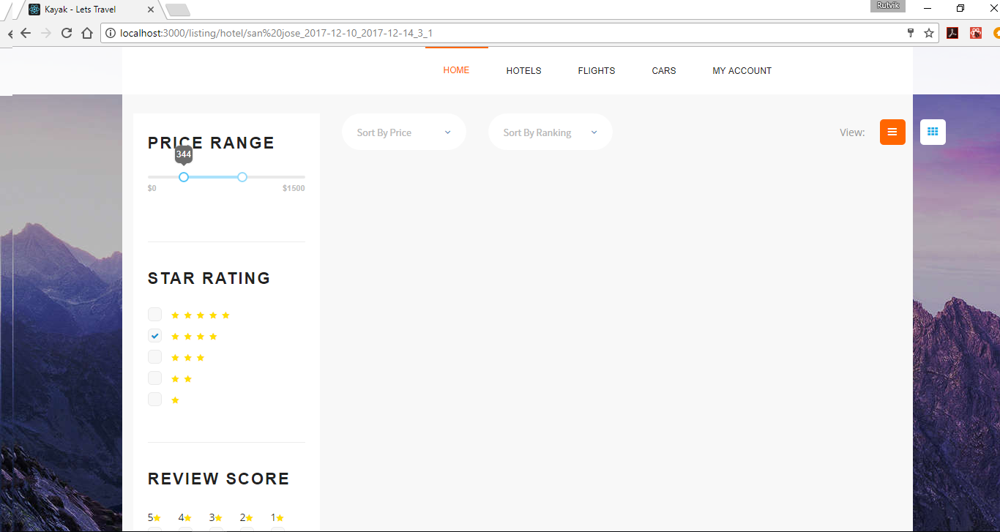 Kayak - Lets Travel
Rutvik
localhost:3000/listing/hotel/san%20jose_2017-12-10_2017-12-14_3_1
HOME HOTELS FLIGHTS CARS MY ACCOUNT
PRICE RANGE
344
$0 $1500
STAR RATING
REVIEW SCORE
5 4 3 2 1
Sort By Price Sort By Ranking View: